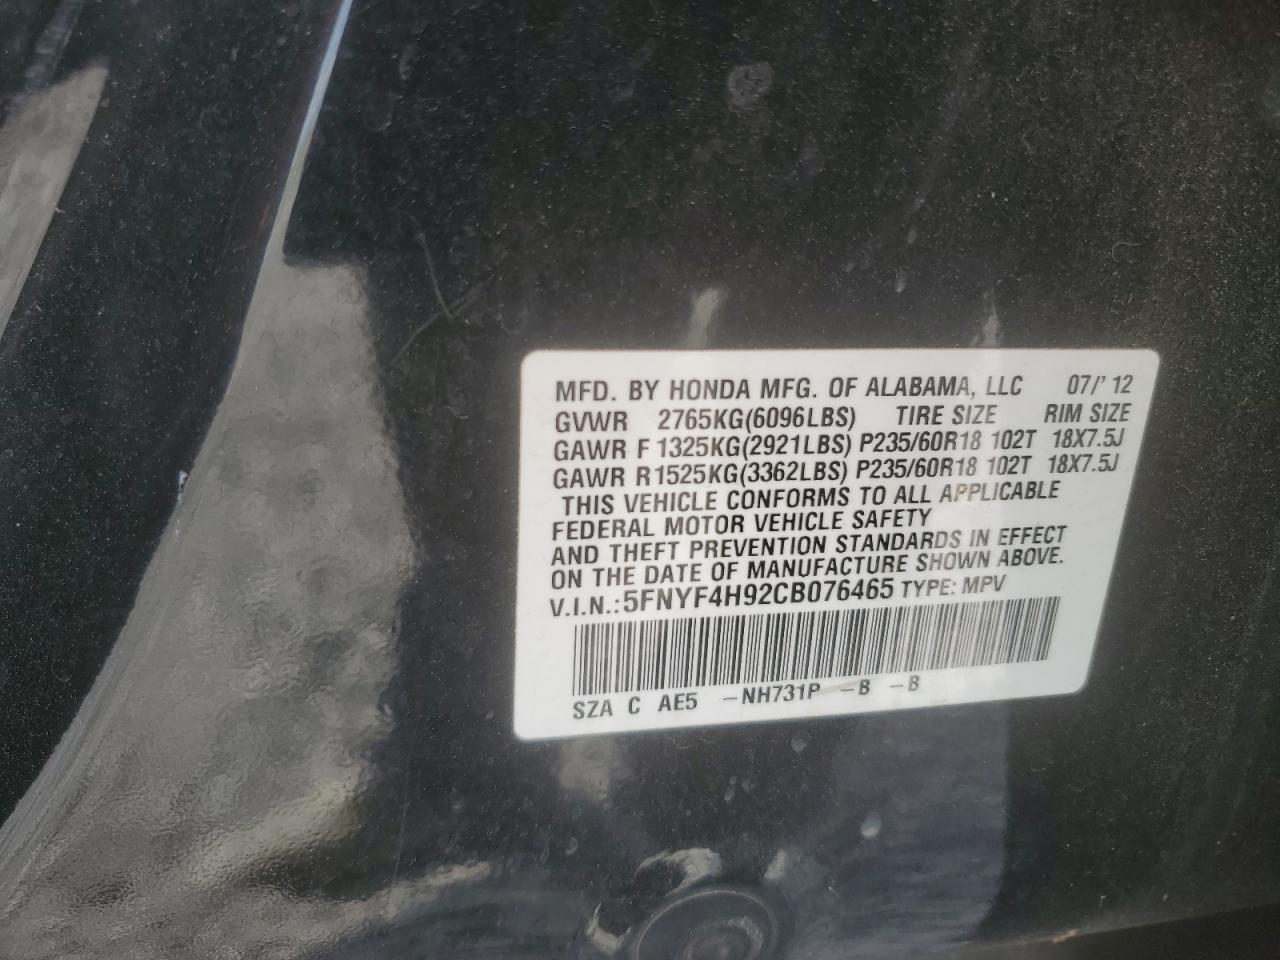 MFD. BY HONDA MFG. OF ALABAMA, LLC 07/'12
GVWR 2765KG(6096LBS) TIRE SIZE RIM SIZE
GAWR F 1325KG(2921LBS) P235/60R18 102T 18X7.5J
GAWR R1525KG(3362LBS) P235/60R18 102T 18X7.5J
THIS VEHICLE CONFORMS TO ALL APPLICABLE
FEDERAL MOTOR VEHICLE SAFETY
AND THEFT PREVENTION STANDARDS IN EFFECT
ON THE DATE OF MANUFACTURE SHOWN ABOVE.
V.I.N.:5FNYF4H92CB076465 TYPE: MPV
SZA C AE5 -NH731P -B -B